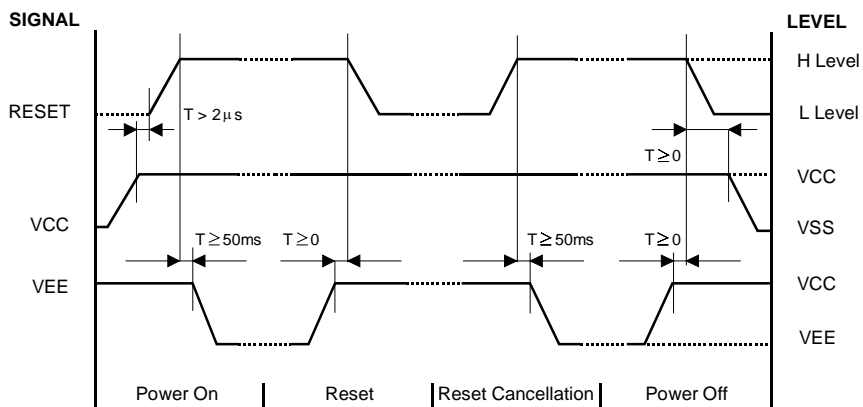 SIGNAL LEVEL
H Level
RESET T > 2μs L Level
T≥0
VCC
VCC VSS
T≥50ms T≥0 T≥50ms T≥0
VEE VCC
VEE
Power On Reset Reset Cancellation Power Off